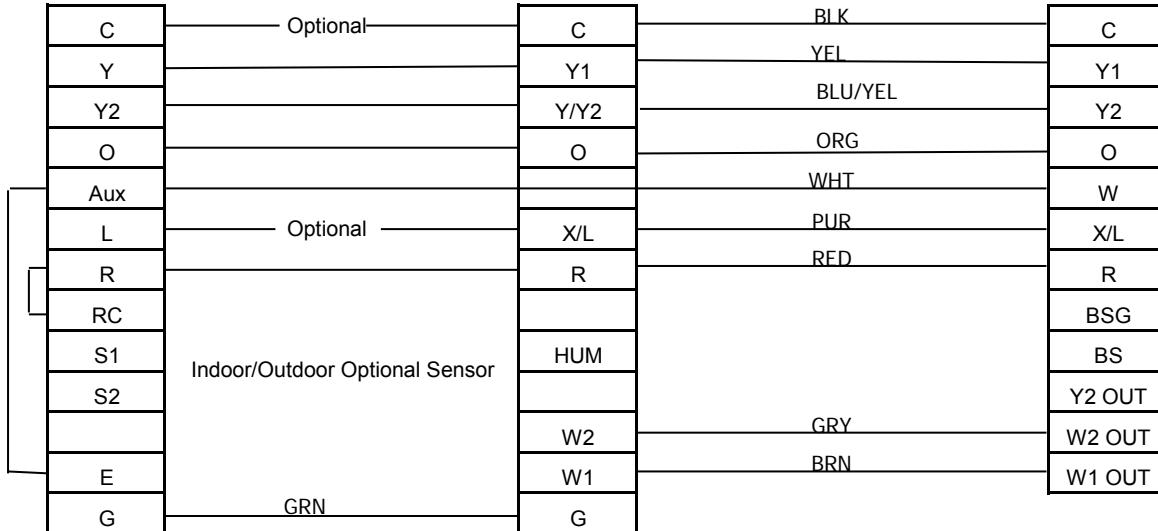 C Optional C BLK C
Y Y1 YEL Y1
Y2 Y/Y2 BLU/YEL Y2
O O ORG O
Aux WHT W
L Optional X/L PUR X/L
R R RED R
RC BSG
S1 Indoor/Outdoor Optional Sensor HUM BS
S2 Y2 OUT
W2 GRY W2 OUT
E W1 BRN W1 OUT
G GRN G